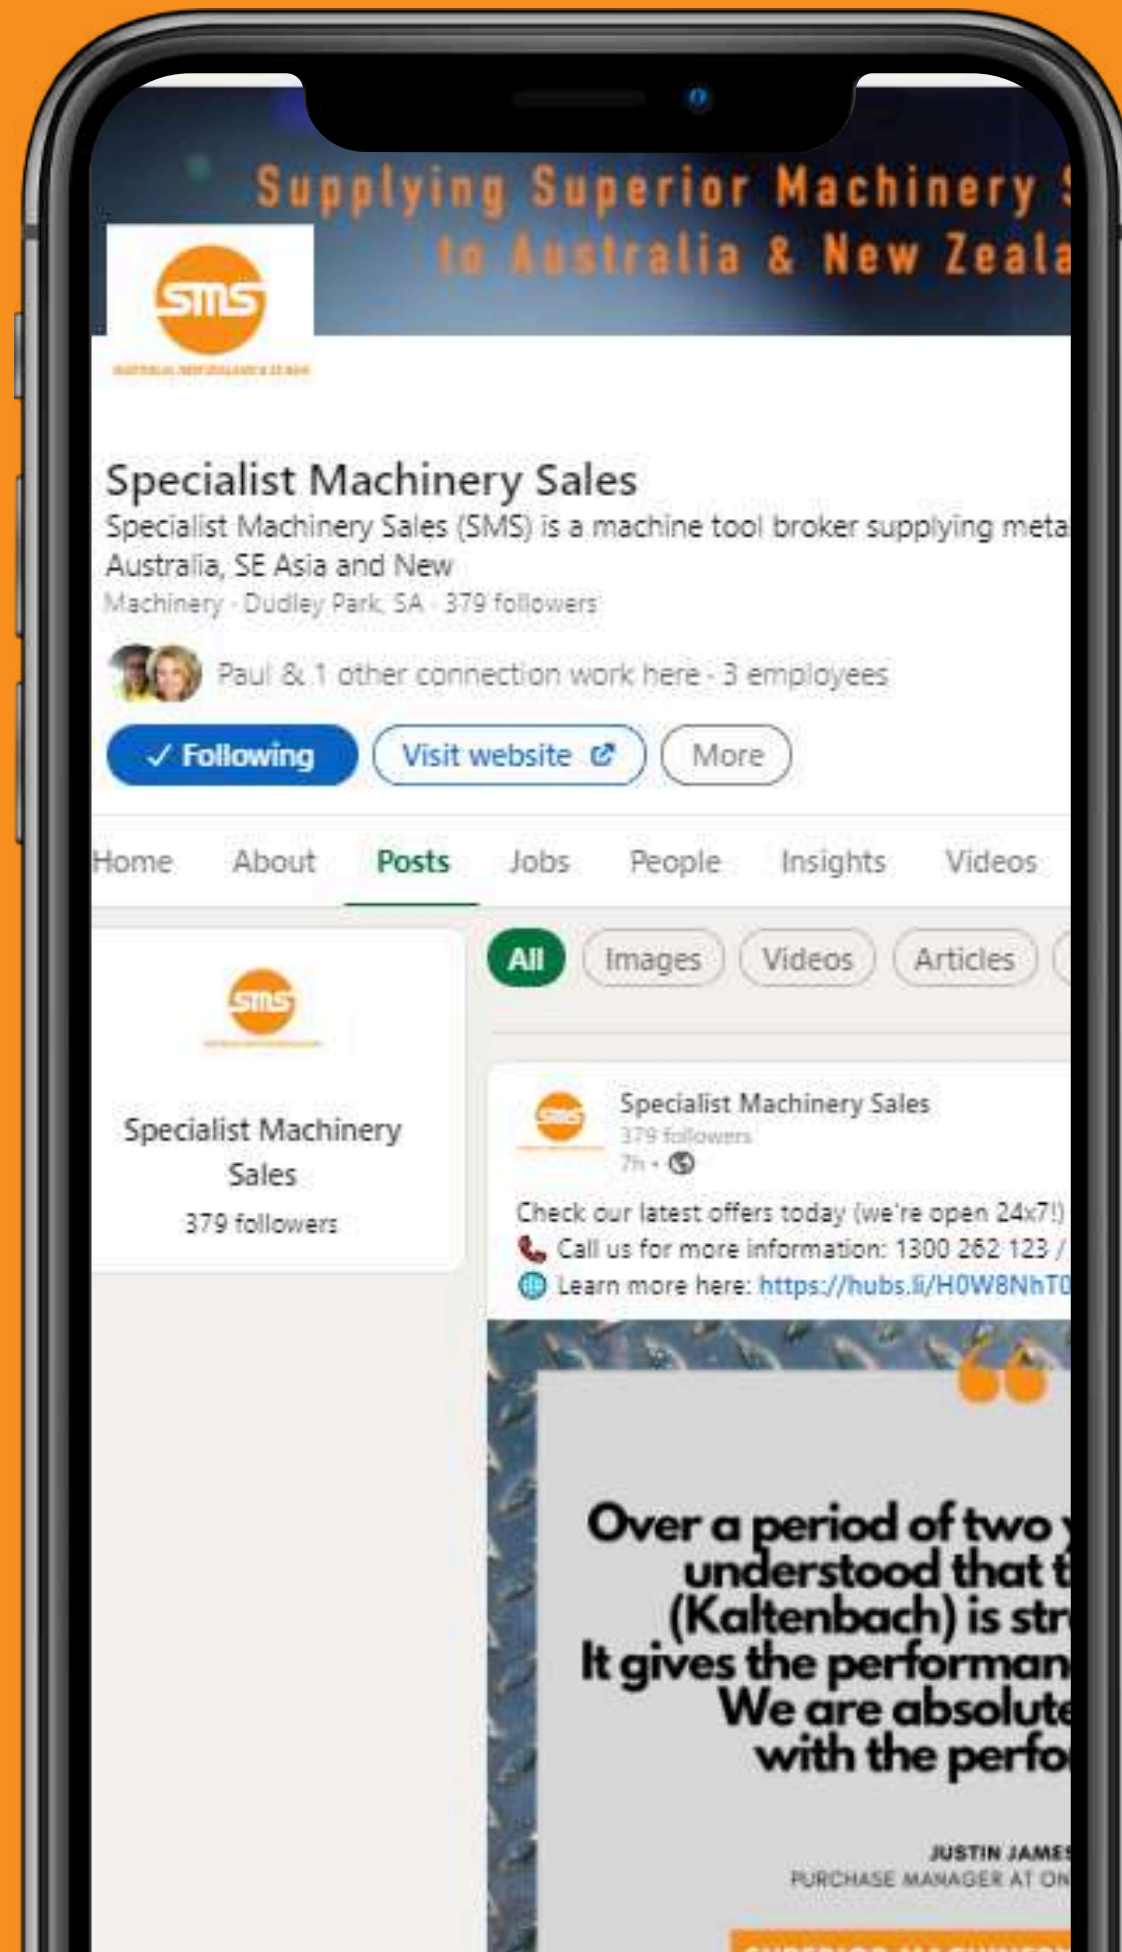 Supplying Superior Machinery
to Australia & New Zeala
sms
AUSTRALIA, NEW ZEALAND & SE ASIA
Specialist Machinery Sales
Specialist Machinery Sales (SMS) is a machine tool broker supplying meta
Australia, SE Asia and New
Machinery · Dudley Park, SA · 379 followers
Paul & 1 other connection work here · 3 employees
✓ Following
Visit website
More
Home About Posts Jobs People Insights Videos
All Images Videos Articles
sms
Specialist Machinery
Sales
379 followers
sms
Specialist Machinery Sales
379 followers
7h •
Check our latest offers today (we're open 24x7!)
Call us for more information: 1300 262 123 /
Learn more here: https://hubs.li/H0W8NhT0
Over a period of two
understood that t
(Kaltenbach) is str
It gives the performan
We are absolute
with the perfo
JUSTIN JAMES
PURCHASE MANAGER AT ON